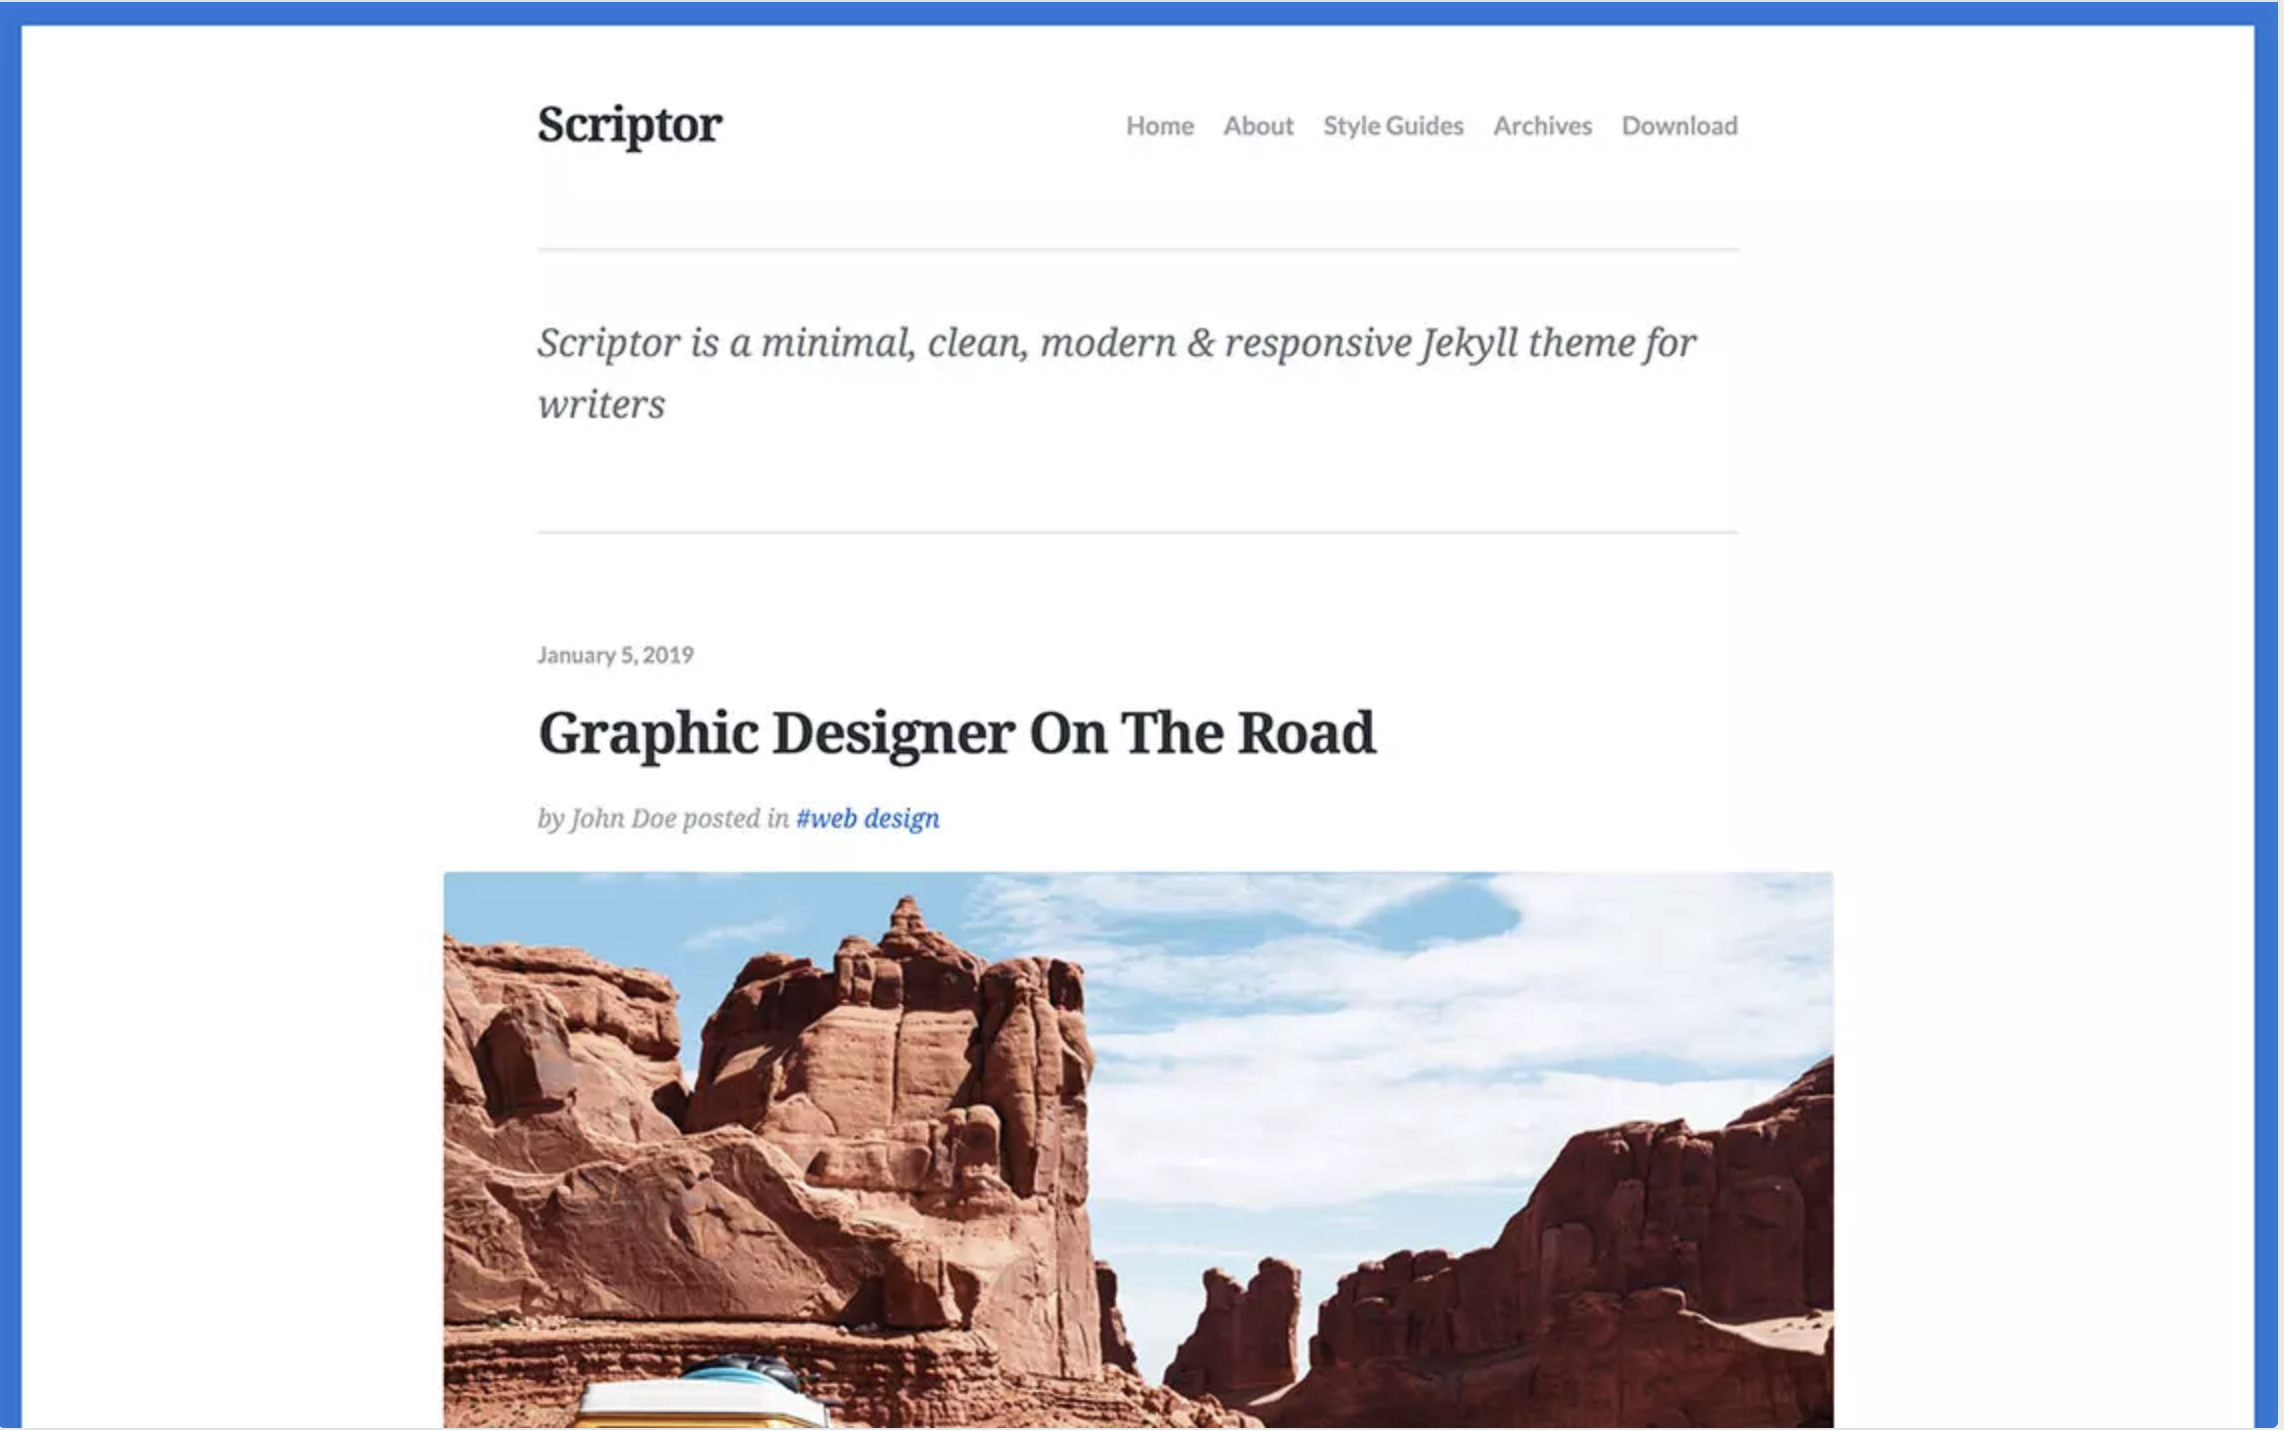 Scriptor
Home About Style Guides Archives Download
Scriptor is a minimal, clean, modern & responsive Jekyll theme for
writers
January 5, 2019
Graphic Designer On The Road
by John Doe posted in #web design